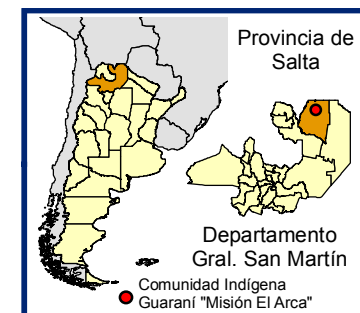 Provincia de
Salta
Departamento
Gral. San Martín
Comunidad Indígena
Guaraní "Misión El Arca"